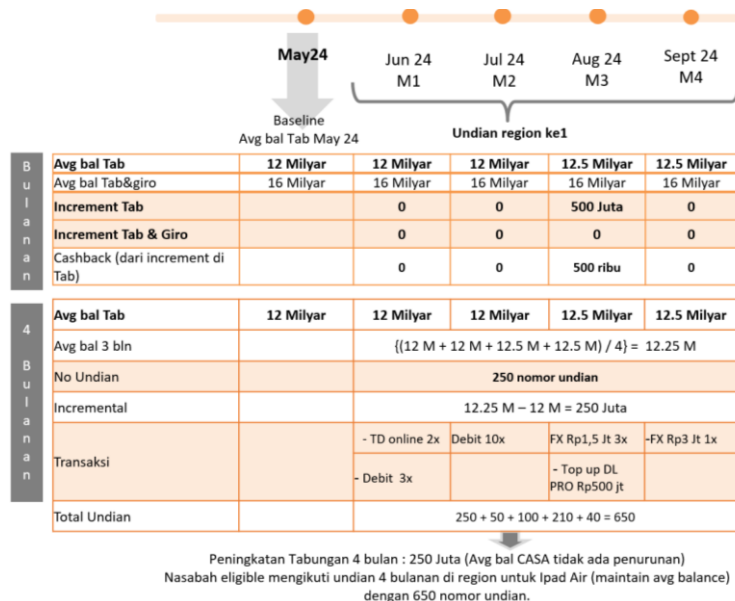 May24
Jun 24
M1
Jul 24
M2
Aug 24
M3
Sept 24
M4
Baseline
Avg bal Tab May 24
Undian region ke1
Bulanan
Avg bal Tab 12 Milyar 12 Milyar 12 Milyar 12.5 Milyar 12.5 Milyar
Avg bal Tab&giro 16 Milyar 16 Milyar 16 Milyar 16 Milyar 16 Milyar
Increment Tab 0 0 500 Juta 0
Increment Tab & Giro 0 0 0 0
Cashback (dari increment di
Tab) 0 0 500 ribu 0
4 Bulanan
Avg bal Tab 12 Milyar 12 Milyar 12 Milyar 12.5 Milyar 12.5 Milyar
Avg bal 3 bln {(12 M + 12 M + 12.5 M + 12.5 M) / 4} = 12.25 M
No Undian 250 nomor undian
Incremental 12.25 M – 12 M = 250 Juta
Transaksi
- TD online 2x Debit 10x FX Rp1,5 Jt 3x -FX Rp3 Jt 1x
- Debit 3x - Top up DL
PRO Rp500 jt
Total Undian 250 + 50 + 100 + 210 + 40 = 650
Peningkatan Tabungan 4 bulan : 250 Juta (Avg bal CASA tidak ada penurunan)
Nasabah eligible mengikuti undian 4 bulanan di region untuk Ipad Air (maintain avg balance)
dengan 650 nomor undian.